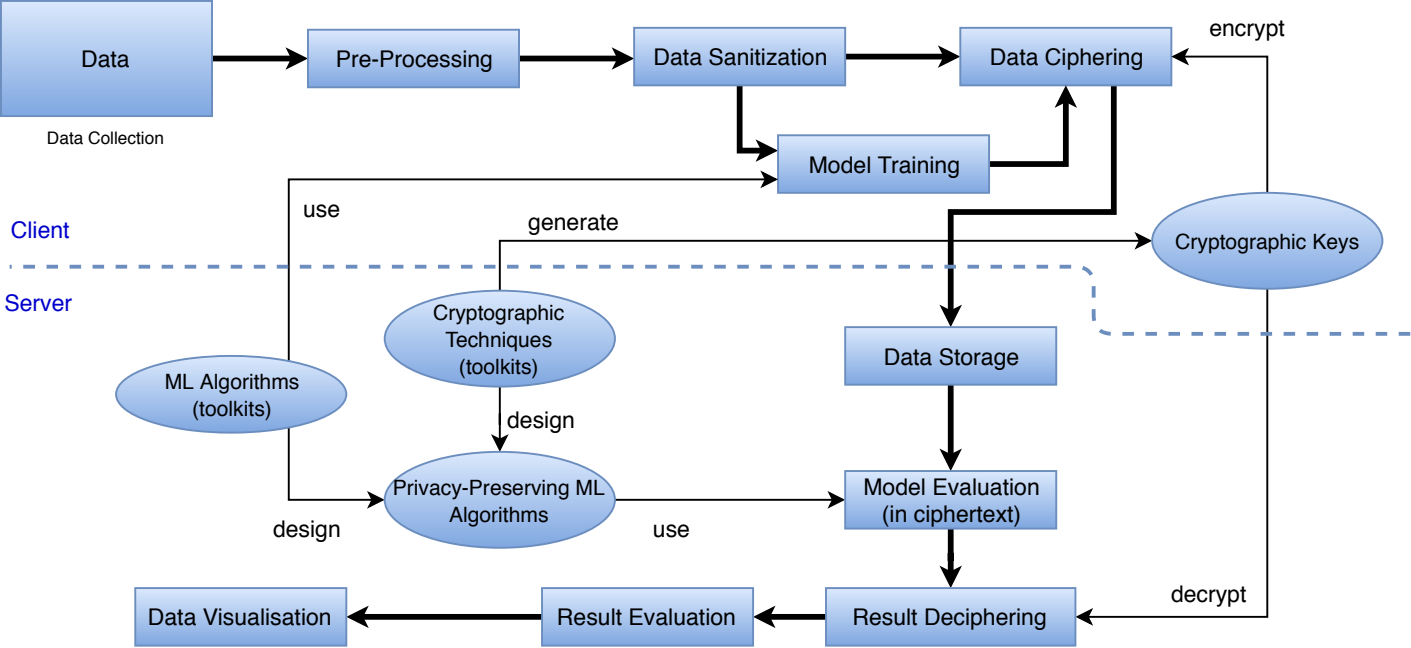 encrypt
Data
Pre-Processing
Data Sanitization
Data Ciphering
Data Collection
Model Training
use
generate
Client
Cryptographic Keys
Server
Cryptographic
Techniques
(toolkits)
Data Storage
ML Algorithms
(toolkits)
design
Privacy-Preserving ML
Algorithms
Model Evaluation
(in ciphertext)
design
use
decrypt
Data Visualisation
Result Evaluation
Result Deciphering